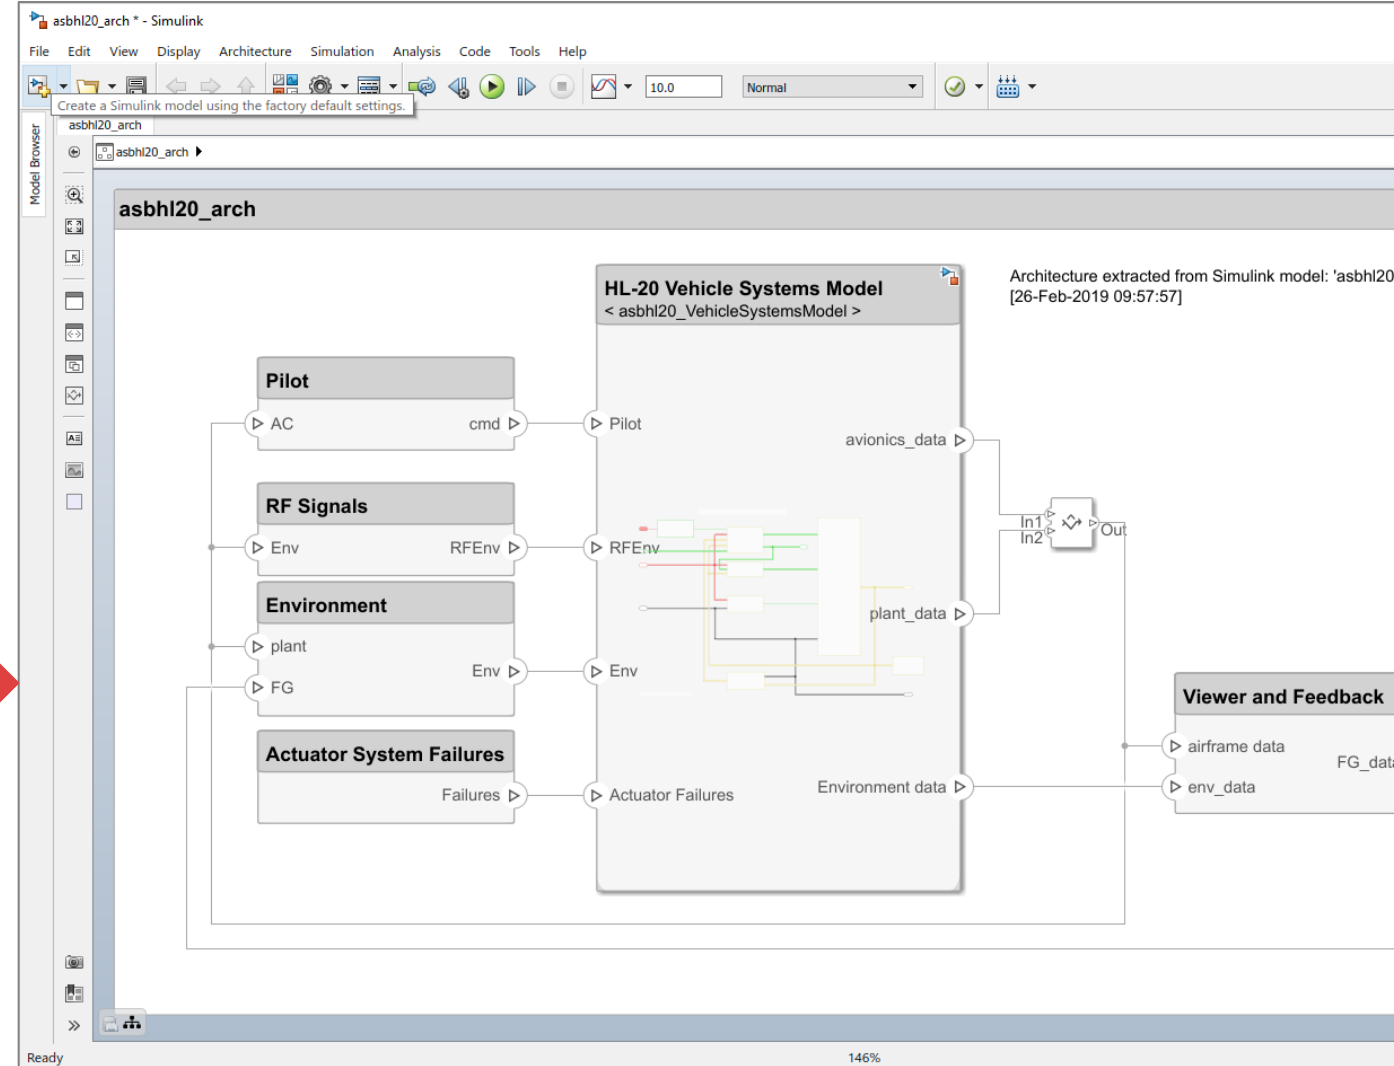 asbhl20_arch * - Simulink
File Edit View Display Architecture Simulation Analysis Code Tools Help
10.0 Normal
Create a Simulink model using the factory default settings.
asbhl20_arch
Model Browser
asbhl20_arch
asbhl20_arch
HL-20 Vehicle Systems Model
< asbhl20_VehicleSystemsModel >
Architecture extracted from Simulink model: 'asbhl20
[26-Feb-2019 09:57:57]
Pilot
AC cmd
Pilot
avionics_data
RF Signals
Env RFEnv
RFEnv
In1
In2
Out
Environment
plant
Env
FG
Env
plant_data
Actuator System Failures
Failures
Actuator Failures
Environment data
Viewer and Feedback
airframe data
FG_data
env_data
Ready 146%